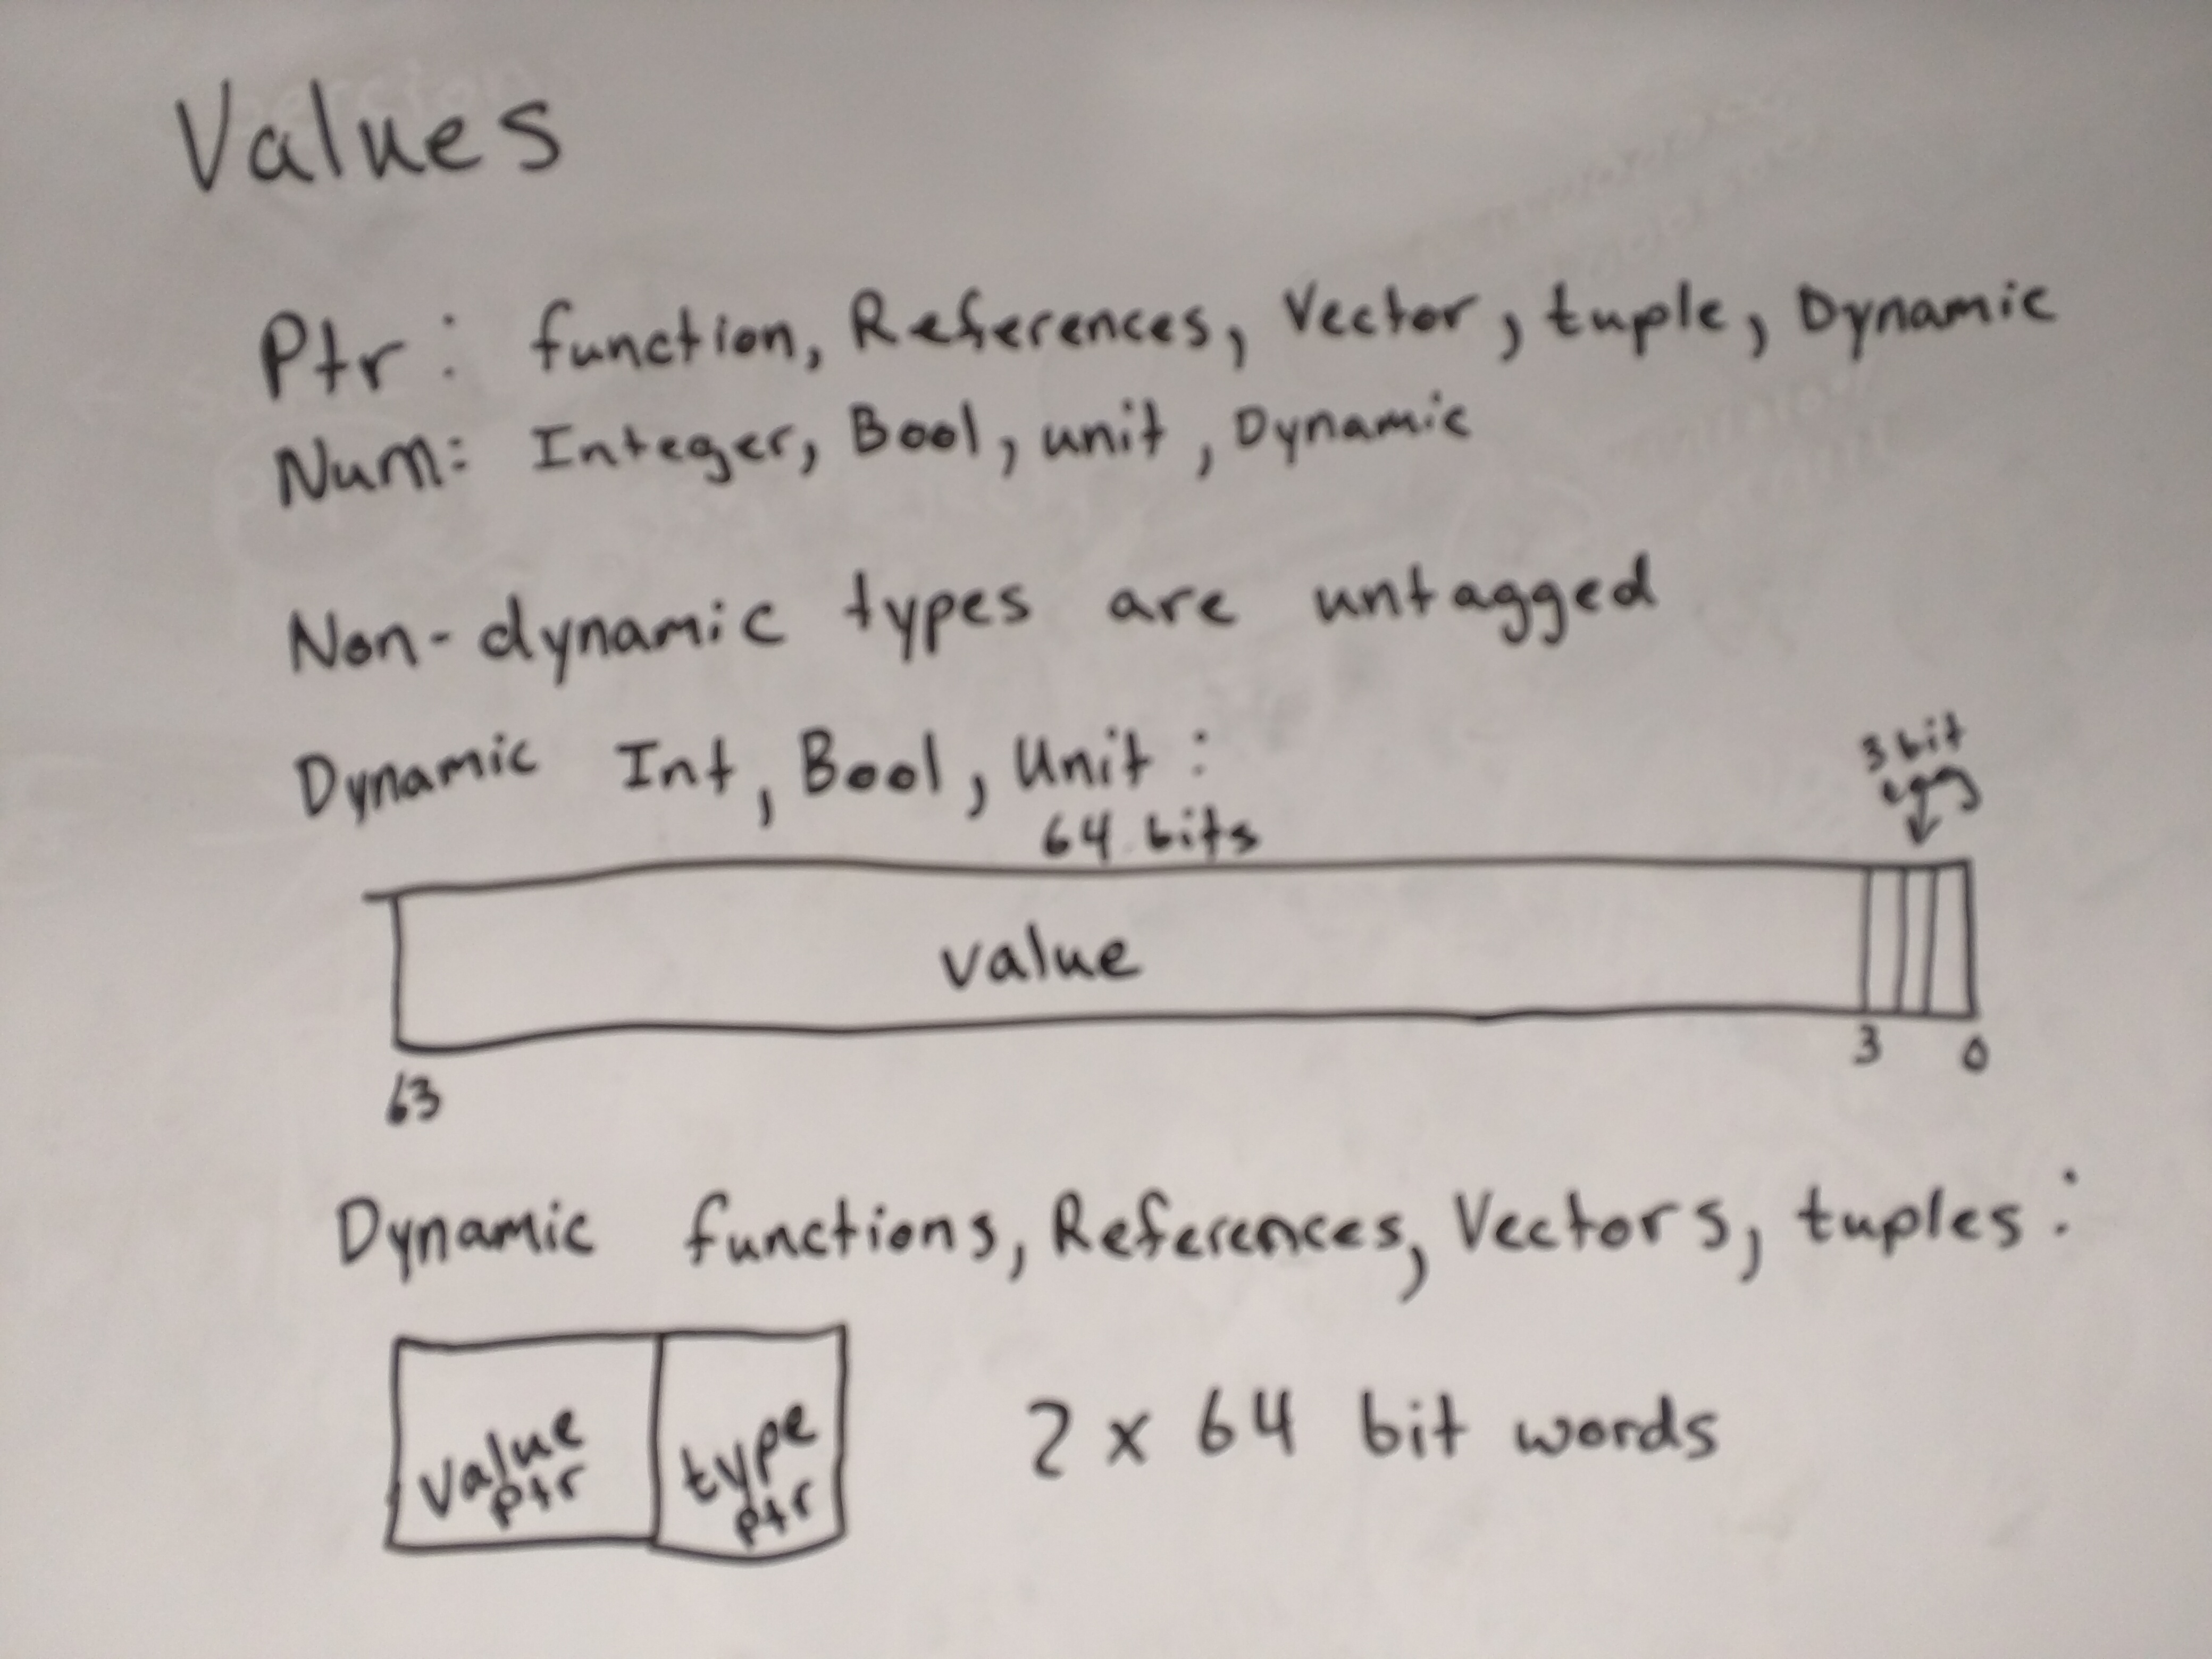 Values
Ptr: function, References, Vector, tuple, Dynamic
Num: Integer, Bool, unit, Dynamic
Non-dynamic types are untagged
Dynamic Int, Bool, Unit:
3 bit
64 bits
value
63
3
0
Dynamic functions, References, Vectors, tuples:
value
ptr
type
ptr
2 x 64 bit words